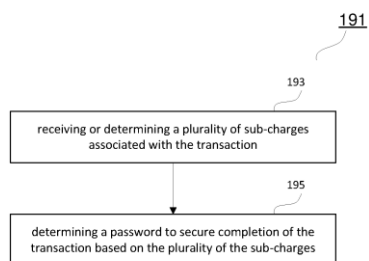 191
193
receiving or determining a plurality of sub-charges
associated with the transaction
195
determining a password to secure completion of the
transaction based on the plurality of the sub-charges